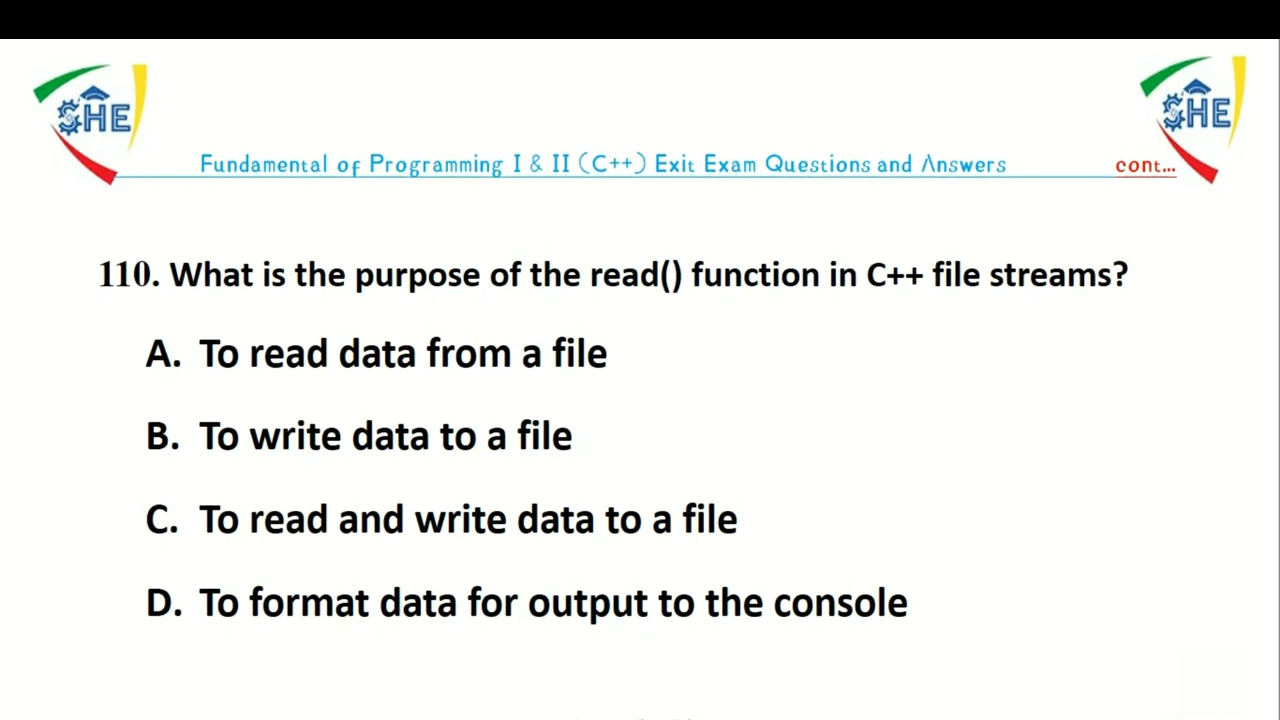 SHE
SHE
Fundamental of Programming I & II (C++) Exit Exam Questions and Answers cont...
110. What is the purpose of the read() function in C++ file streams?
A. To read data from a file
B. To write data to a file
C. To read and write data to a file
D. To format data for output to the console